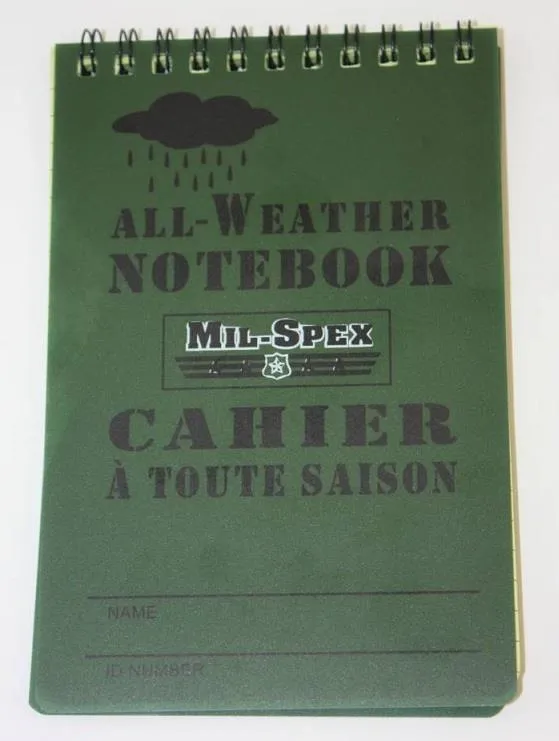 ALL-WEATHER
NOTEBOOK
MIL-SPEX
CAHIER
À TOUTE SAISON
NAME
ID NUMBER